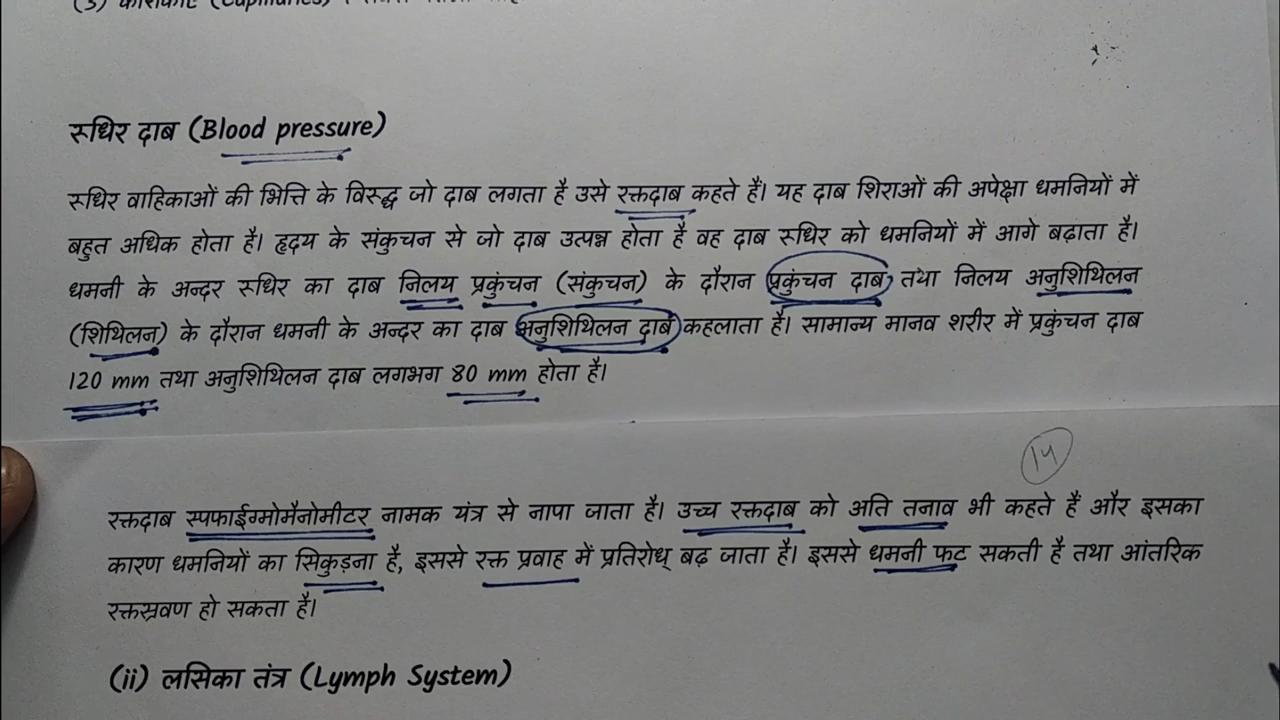 (3)
रूधिर दाब (Blood pressure)
रूधिर वाहिकाओं की भित्ति के विरूद्ध जो दाब लगता है उसे रक्तदाब कहते हैं। यह दाब शिराओं की अपेक्षा धमनियों में
बहुत अधिक होता है। हृदय के संकुचन से जो दाब उत्पन्न होता है वह दाब रूधिर को धमनियों में आगे बढ़ाता है।
धमनी के अन्दर रूधिर का दाब निलय प्रकुंचन (संकुचन) के दौरान प्रकुंचन दाब, तथा निलय अनुशिथिलन
(शिथिलन) के दौरान धमनी के अन्दर का दाब अनुशिथिलन दाब कहलाता है। सामान्य मानव शरीर में प्रकुंचन दाब
120 mm तथा अनुशिथिलन दाब लगभग 80 mm होता है।
14
रक्तदाब स्पफाईग्मोमैनोमीटर नामक यंत्र से नापा जाता है। उच्च रक्तदाब को अति तनाव भी कहते हैं और इसका
कारण धमनियों का सिकुड़ना है, इससे रक्त प्रवाह में प्रतिरोध् बढ़ जाता है। इससे धमनी फट सकती है तथा आंतरिक
रक्तस्रवण हो सकता है।
(ii) लसिका तंत्र (Lymph System)